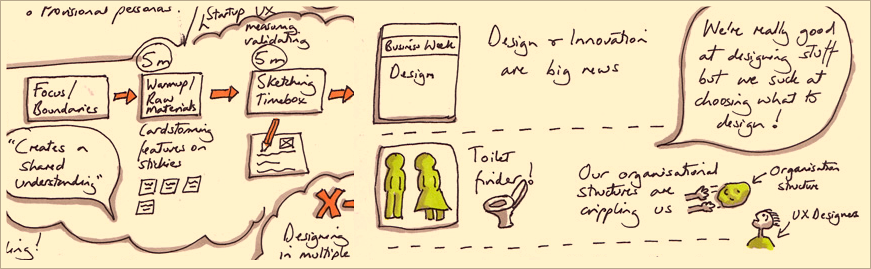 o Provisional personas.
Startup UX
measuring
validating
5m
5m
Focus/
Boundaries
Warmup/
Raw
materials
Sketching
Timebox
Cardstorming
features on
stickies
"Creates a
shared
understanding"
king!
Designing
in multiple
Business Week
Design
Design & Innovation
are big news
We're really good
at designing stuff
but we suck at
choosing what to
design!
Toilet
finder!
Our organisational
structures are
crippling us
Organisation
structure
UX Designers